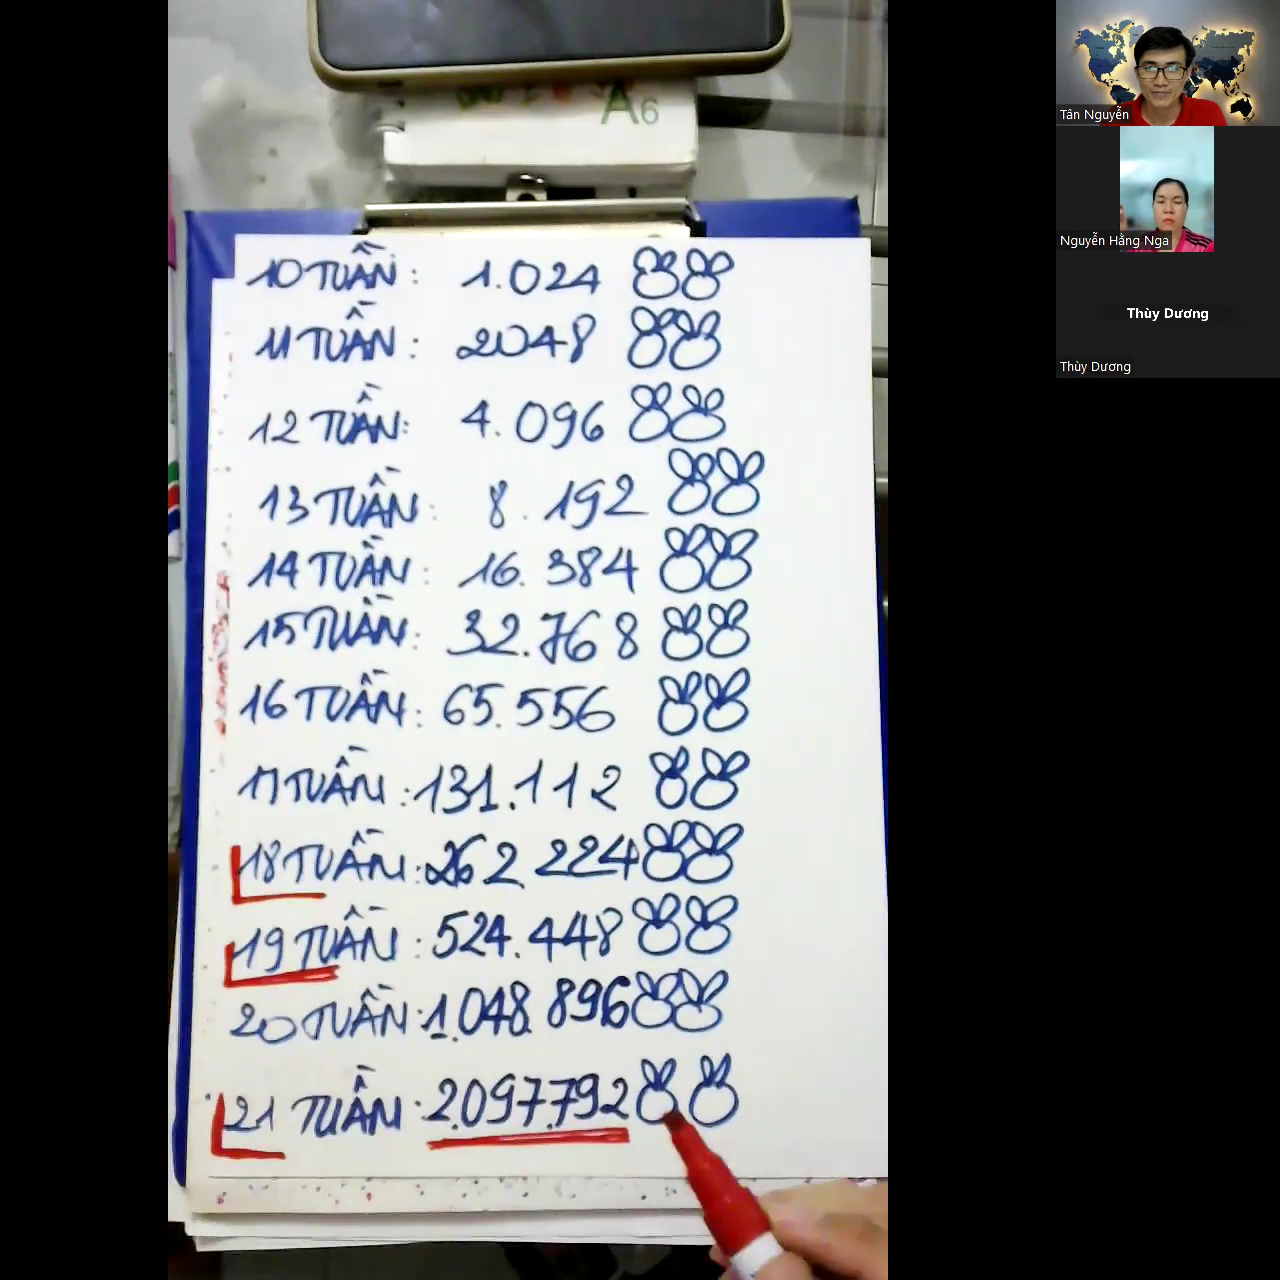 A6
10 TUẦN: 1.024
11 TUẦN: 2048
12 TUẦN: 4.096
13 TUẦN: 8.192
14 TUẦN: 16.384
15 TUẦN: 32.768
16 TUẦN: 65.556
17 TUẦN: 131.112
18 TUẦN: 262.224
19 TUẦN: 524.448
20 TUẦN: 1.048.896
21 TUẦN: 2.097.792
Tân Nguyễn
Nguyễn Hằng Nga
Thùy Dương
Thùy Dương